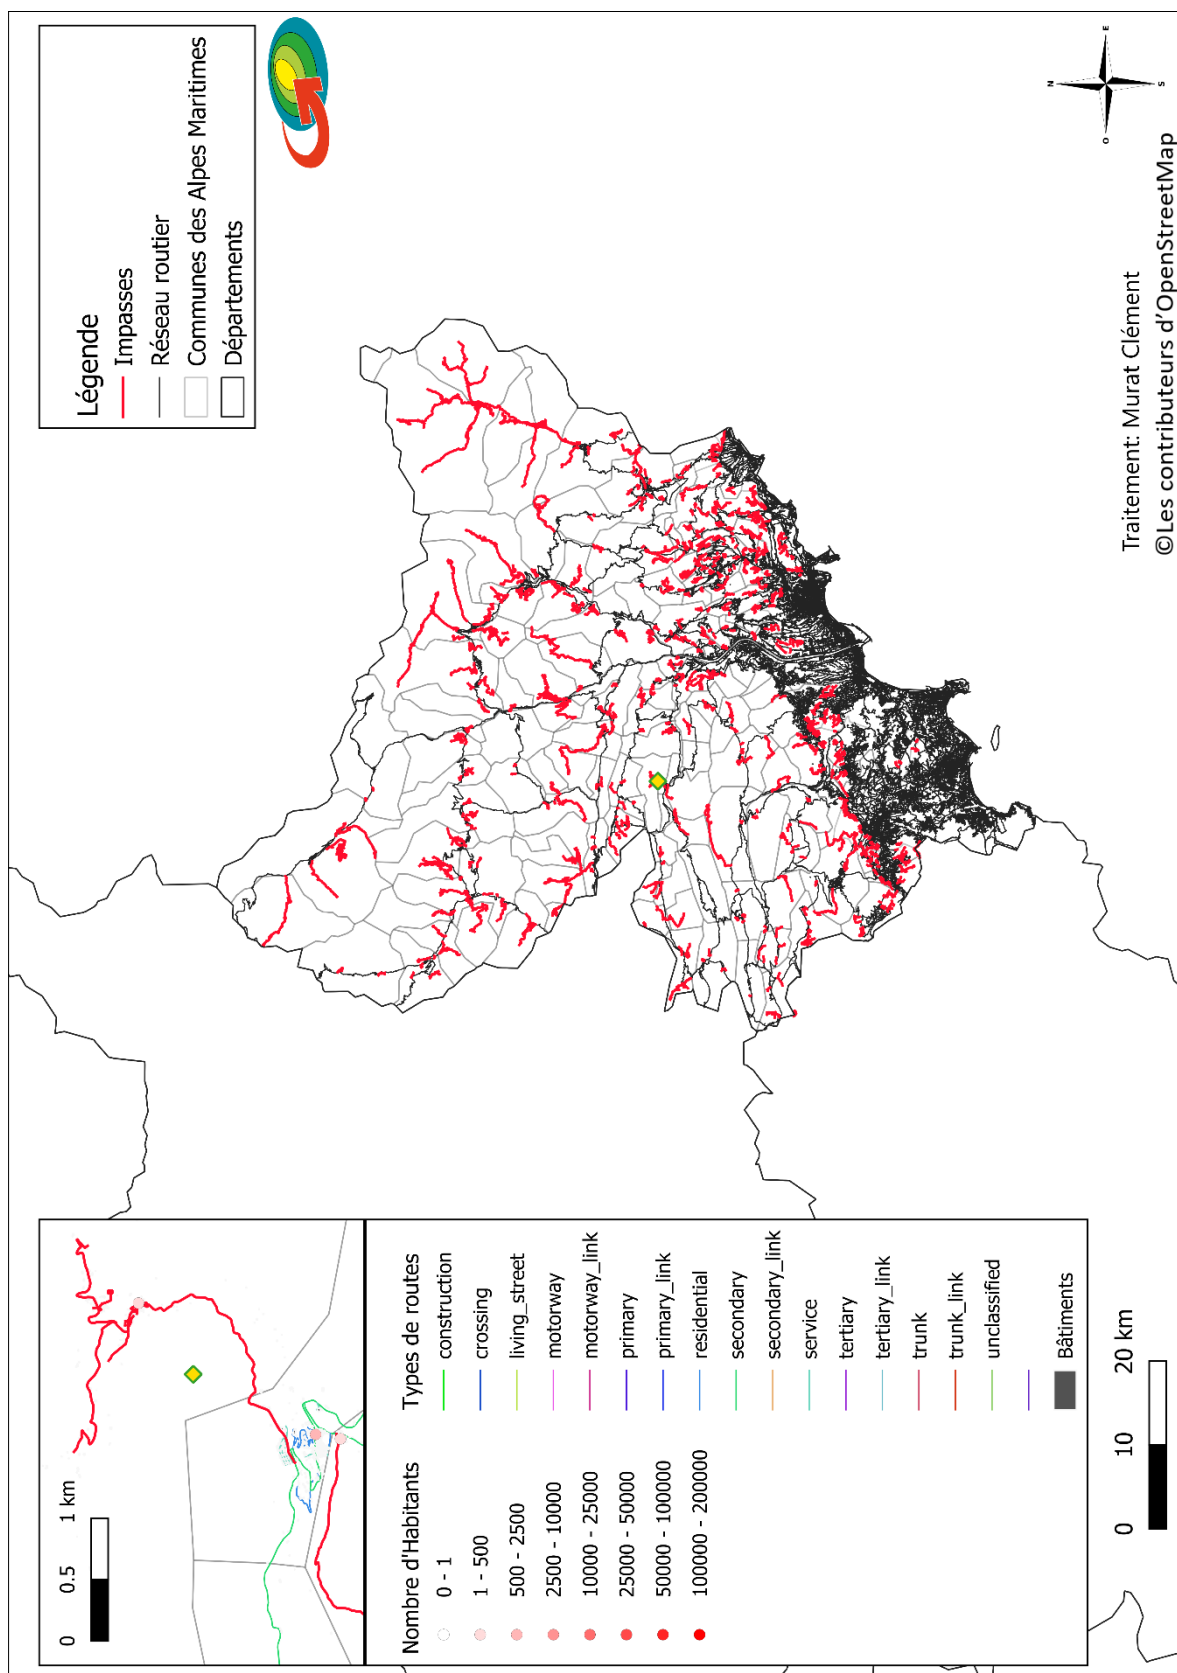 Légende
Impasses
Réseau routier
Communes des Alpes Maritimes
Départements
N
E
S
O
Traitement: Murat Clément
©Les contributeurs d'OpenStreetMap
0 0.5 1 km
Nombre d'Habitants
0 - 1
1 - 500
500 - 2500
2500 - 10000
10000 - 25000
25000 - 50000
50000 - 100000
100000 - 200000
Types de routes
construction
crossing
living_street
motorway
motorway_link
primary
primary_link
residential
secondary
secondary_link
service
tertiary
tertiary_link
trunk
trunk_link
unclassified
Bâtiments
0 10 20 km